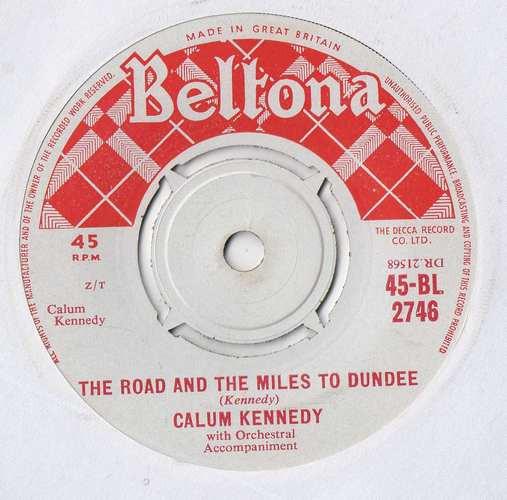 MADE IN GREAT BRITAIN
ALL RIGHTS OF THE MANUFACTURER AND OF THE OWNER OF THE RECORDED WORK RESERVED.
UNAUTHORISED PUBLIC PERFORMANCE BROADCASTING AND COPYING OF THIS RECORD PROHIBITED
Beltona
45
R.P.M.
THE DECCA RECORD
CO. LTD.
DR.21568
Z/T
45-BL
2746
Calum
Kennedy
THE ROAD AND THE MILES TO DUNDEE
(Kennedy)
CALUM KENNEDY
with Orchestral
Accompaniment